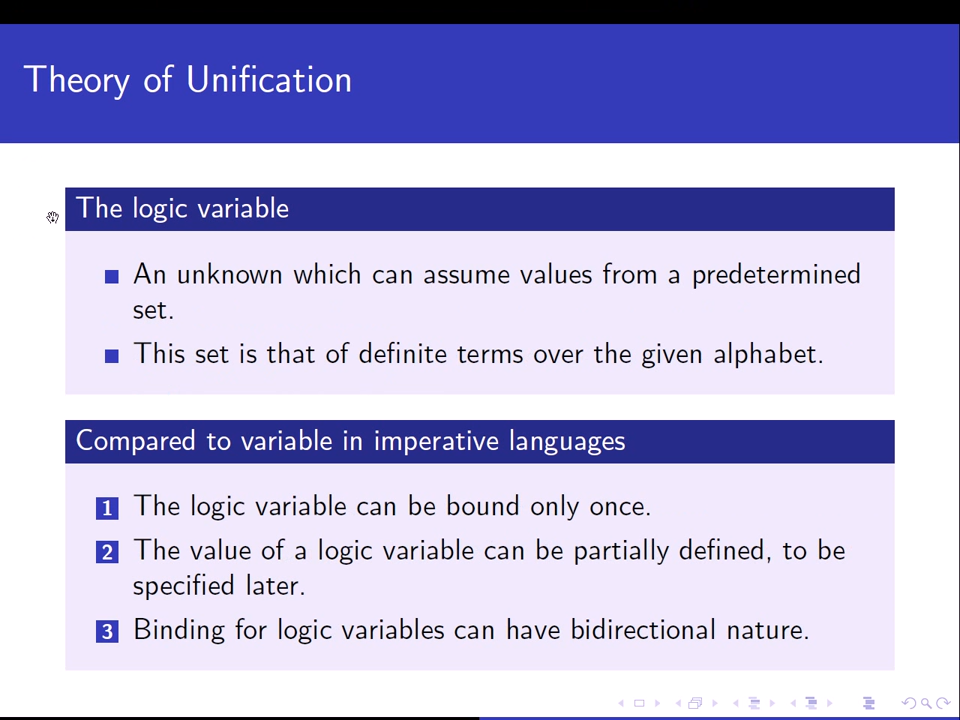 Theory of Unification
The logic variable
An unknown which can assume values from a predetermined
set.
This set is that of definite terms over the given alphabet.
Compared to variable in imperative languages
1 The logic variable can be bound only once.
2 The value of a logic variable can be partially defined, to be
specified later.
3 Binding for logic variables can have bidirectional nature.